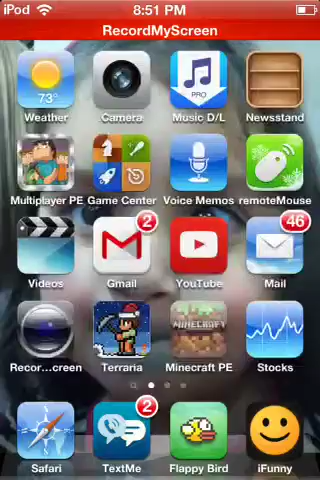 iPod 8:51 PM
RecordMyScreen
73°
PRO
Weather Camera Music D/L Newsstand
Multiplayer PE Game Center Voice Memos remoteMouse
2 46
Videos Gmail YouTube Mail
MINECRAFT
Recor...creen Terraria Minecraft PE Stocks
2
Safari TextMe Flappy Bird iFunny